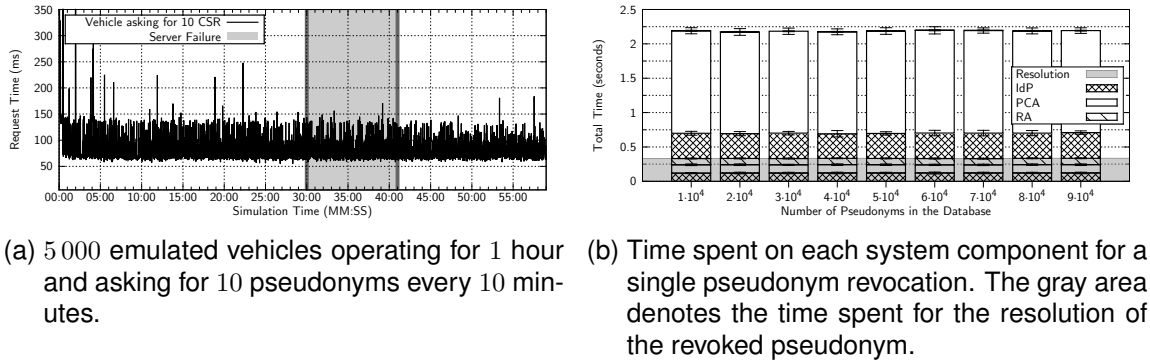 350
300
250
200
150
100
50
Request Time (ms)
Vehicle asking for 10 CSR
Server Failure
00:00 05:00 10:00 15:00 20:00 25:00 30:00 35:00 40:00 45:00 50:00 55:00
Simulation Time (MM:SS)
2.5
2
1.5
1
0.5
0
Total Time (seconds)
Resolution
IdP
PCA
RA
1·10⁴ 2·10⁴ 3·10⁴ 4·10⁴ 5·10⁴ 6·10⁴ 7·10⁴ 8·10⁴ 9·10⁴
Number of Pseudonyms in the Database
(a) 5 000 emulated vehicles operating for 1 hour
and asking for 10 pseudonyms every 10 min-
utes.
(b) Time spent on each system component for a
single pseudonym revocation. The gray area
denotes the time spent for the resolution of
the revoked pseudonym.